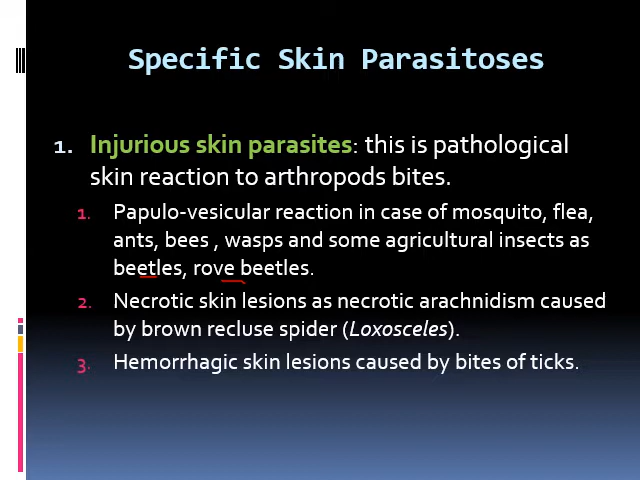 Specific Skin Parasitoses
1. Injurious skin parasites: this is pathological
skin reaction to arthropods bites.
1. Papulo-vesicular reaction in case of mosquito, flea,
ants, bees , wasps and some agricultural insects as
beetles, rove beetles.
2. Necrotic skin lesions as necrotic arachnidism caused
by brown recluse spider (Loxosceles).
3. Hemorrhagic skin lesions caused by bites of ticks.